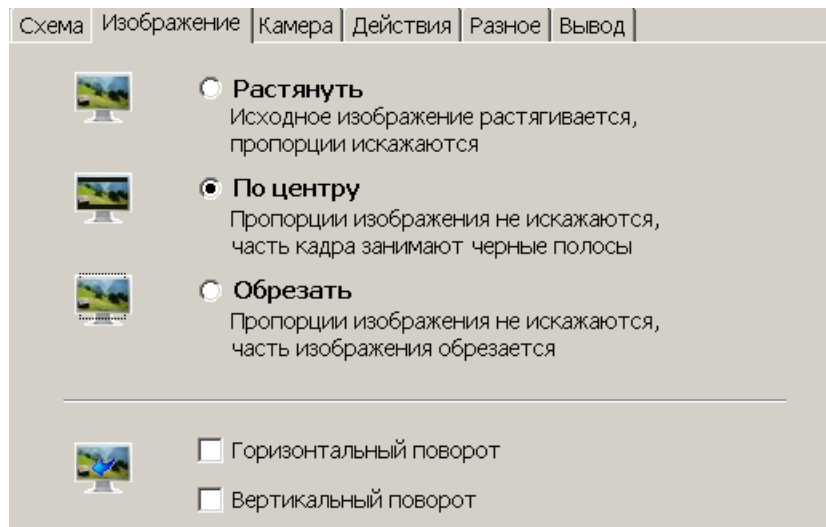 Схема Изображение Камера Действия Разное Вывод
Растянуть
Исходное изображение растягивается,
пропорции искажаются
По центру
Пропорции изображения не искажаются,
часть кадра занимают черные полосы
Обрезать
Пропорции изображения не искажаются,
часть изображения обрезается
Горизонтальный поворот
Вертикальный поворот